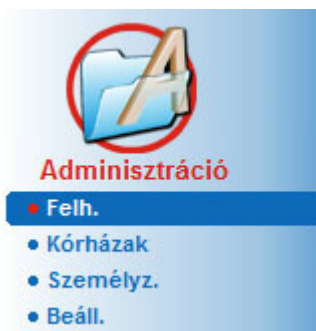 A
Adminisztráció
Felh.
Kórházak
Személyz.
Beáll.